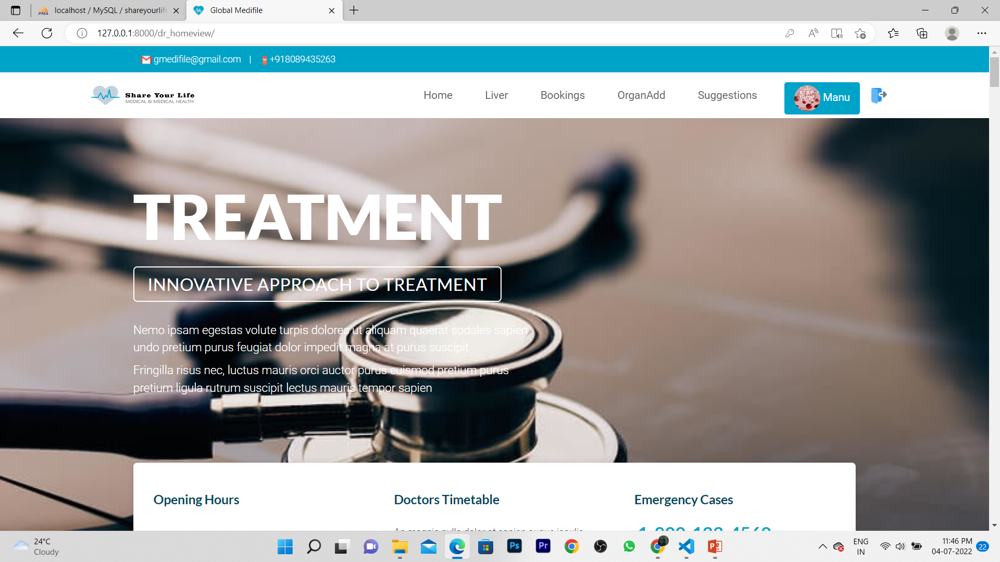 localhost / MySQL / shareyourlife
Global Medifile
127.0.0.1:8000/dr_homeview/
gmedifile@gmail.com | +918089435263
Share Your Life
MEDICAL & MEDICAL HEALTH
Home
Liver
Bookings
OrganAdd
Suggestions
Manu
TREATMENT
INNOVATIVE APPROACH TO TREATMENT
Nemo ipsam egestas volute turpis dolores ut aliquam quaerat sodales sapien
undo pretium purus feugiat dolor impedit magna at purus suscipit
Fringilla risus nec, luctus mauris orci auctor purus euismod pretium purus
pretium ligula rutrum suscipit lectus mauris tempor sapien
Opening Hours
Doctors Timetable
Emergency Cases
24°C
Cloudy
Ps
Pr
ENG
IN
11:46 PM
04-07-2022
22